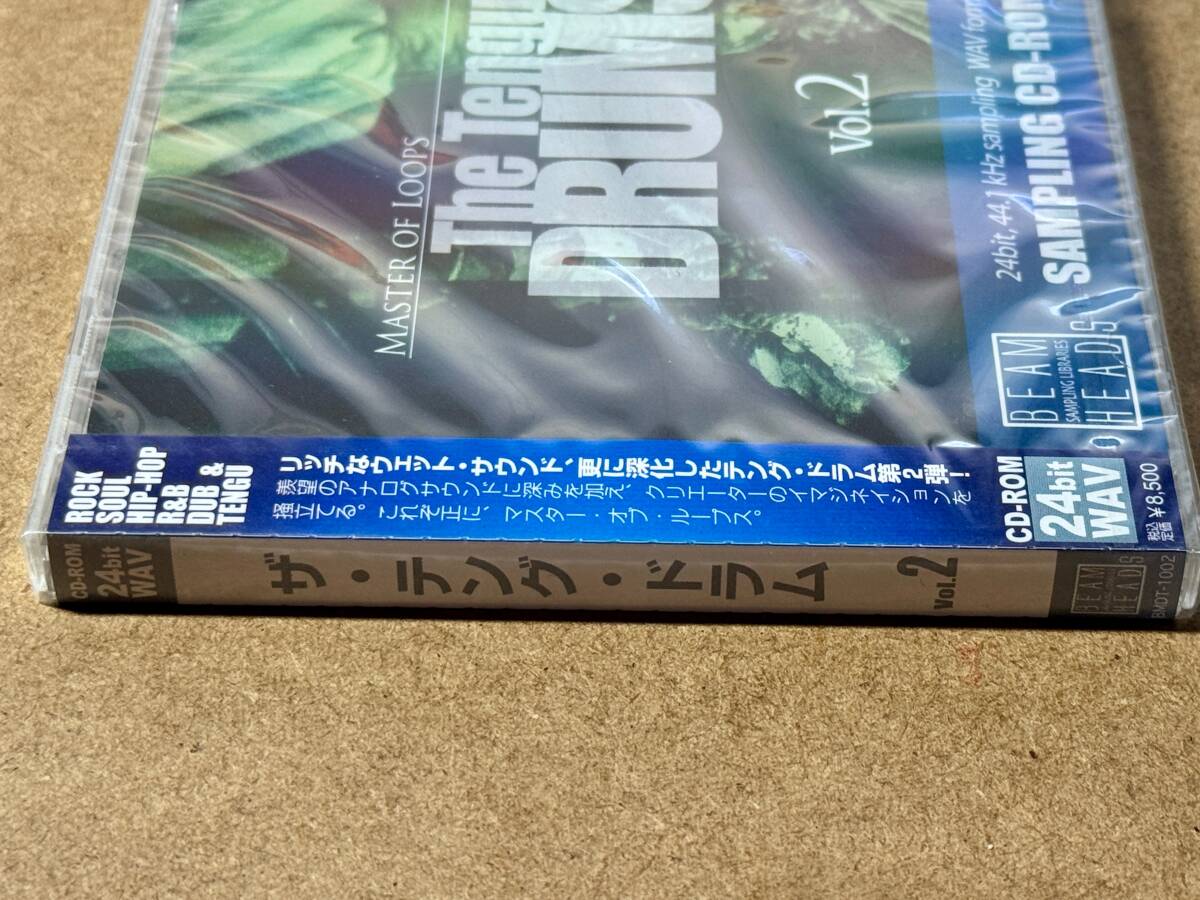 MASTER OF LOOPS
The Tengu
DRUM
Vol.2
24bit, 44.1 kHz sampling WAV form
SAMPLING CD-ROM
BEAM
SAMPLING LIBRARIES
HEADS
ROCK
SOUL
HIP-HOP
R&B
DUB &
TENGU
リッチなウェット・サウンド、更に深化したテング・ドラム第2弾！
羨望のアナログサウンドに深みを加え、クリエーターのイマジネイションを
掻立てる。これぞ正に、マスター・オブ・ループス。
CD-ROM
24bit
WAV
税込
定価 ¥8,500
CD-ROM
24bit
WAV
ザ・テング・ドラム
vol.2
BEAM
HEADS
BMDT-1002